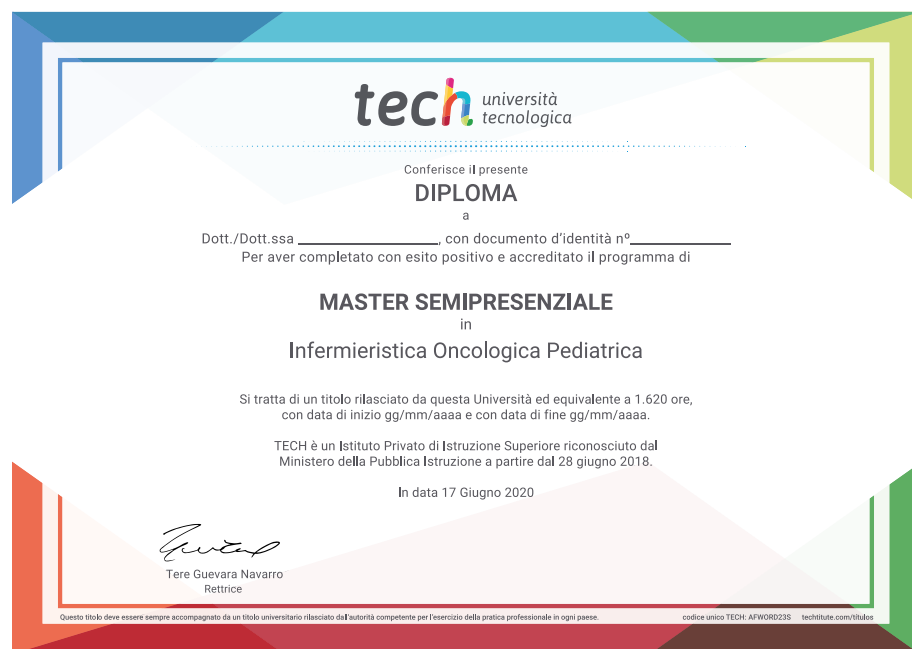 tech università
tecnologica
Conferisce il presente
DIPLOMA
a
Dott./Dott.ssa ____________________, con documento d'identità nº______________
Per aver completato con esito positivo e accreditato il programma di
MASTER SEMIPRESENZIALE
in
Infermieristica Oncologica Pediatrica
Si tratta di un titolo rilasciato da questa Università ed equivalente a 1.620 ore,
con data di inizio gg/mm/aaaa e con data di fine gg/mm/aaaa.
TECH è un Istituto Privato di Istruzione Superiore riconosciuto dal
Ministero della Pubblica Istruzione a partire dal 28 giugno 2018.
In data 17 Giugno 2020
Tere Guevara Navarro
Rettrice
Questo titolo deve essere sempre accompagnato da un titolo universitario rilasciato dall'autorità competente per l'esercizio della pratica professionale in ogni paese. codice unico TECH: AFWORD23S techtitute.com/titulos